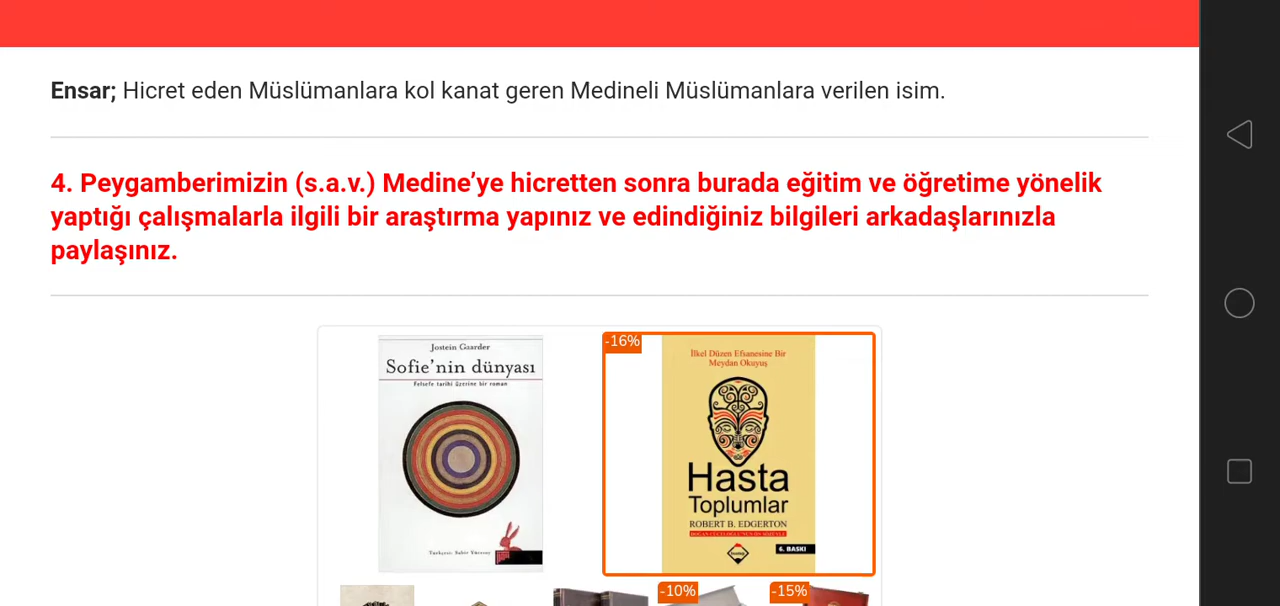 Ensar; Hicret eden Müslümanlara kol kanat geren Medineli Müslümanlara verilen isim.
4. Peygamberimizin (s.a.v.) Medine’ye hicretten sonra burada eğitim ve öğretime yönelik
yaptığı çalışmalarla ilgili bir araştırma yapınız ve edindiğiniz bilgileri arkadaşlarınızla
paylaşınız.
Jostein Gaarder
Sofie’nin dünyası
Felsefe tarihi üzerine bir roman
Türkçesi: Sabir Yücesoy
-16%
İlkel Düzen Efsanesine Bir
Meydan Okuyuş
Hasta
Toplumlar
ROBERT B. EDGERTON
6. BASKI
-10%
-15%